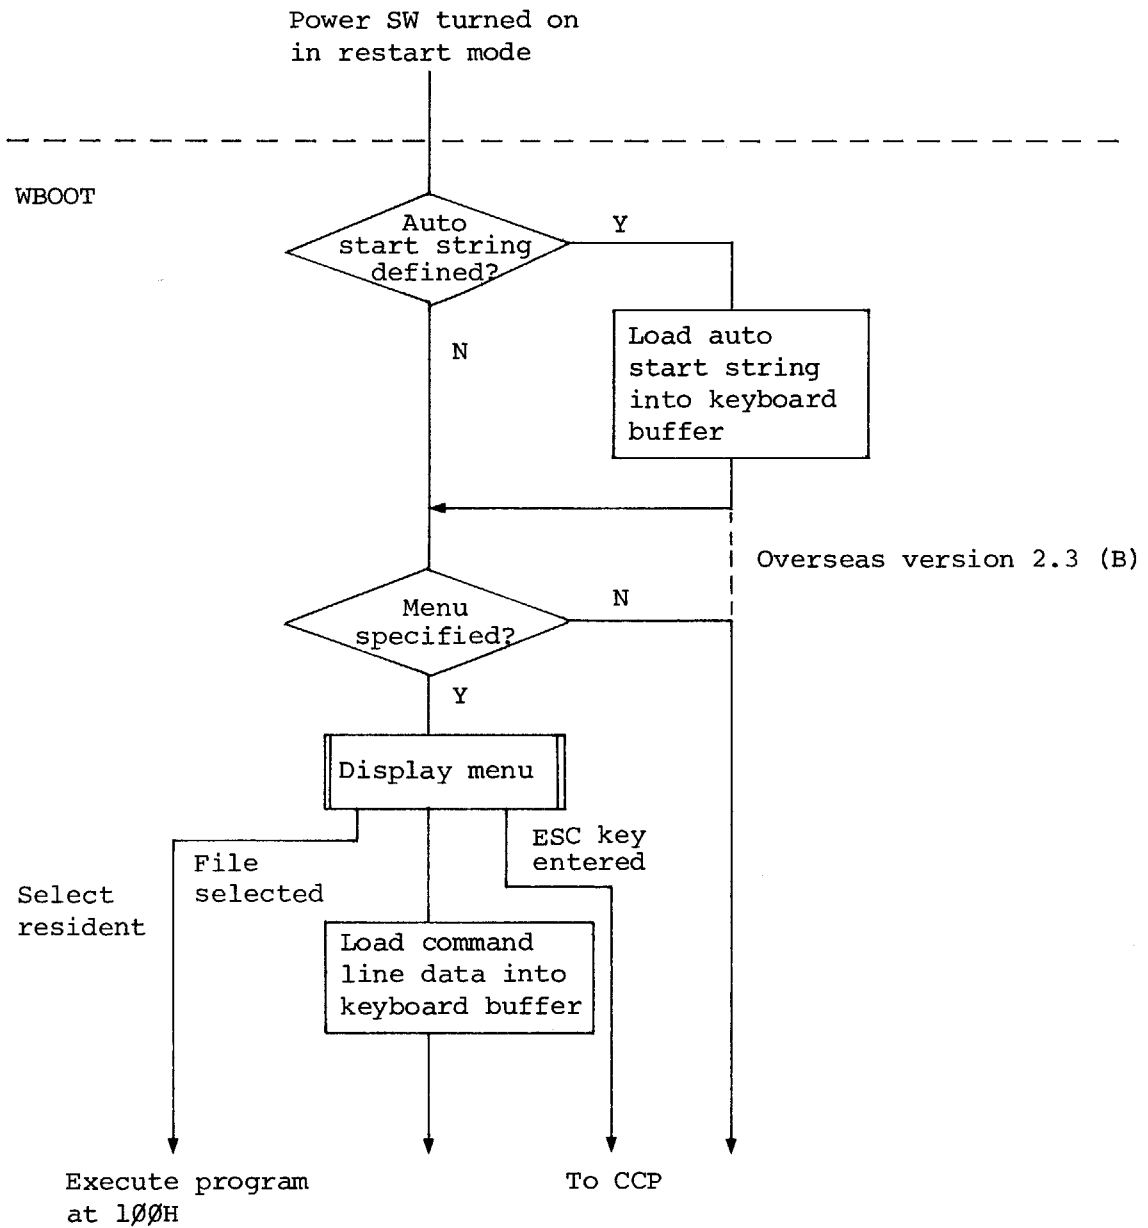 Power SW turned on
in restart mode
WBOOT
Auto
start string
defined?
Y
N
Load auto
start string
into keyboard
buffer
Overseas version 2.3 (B)
Menu
specified?
N
Y
Display menu
ESC key
entered
File
selected
Select
resident
Load command
line data into
keyboard buffer
Execute program
at 1ØØH
To CCP